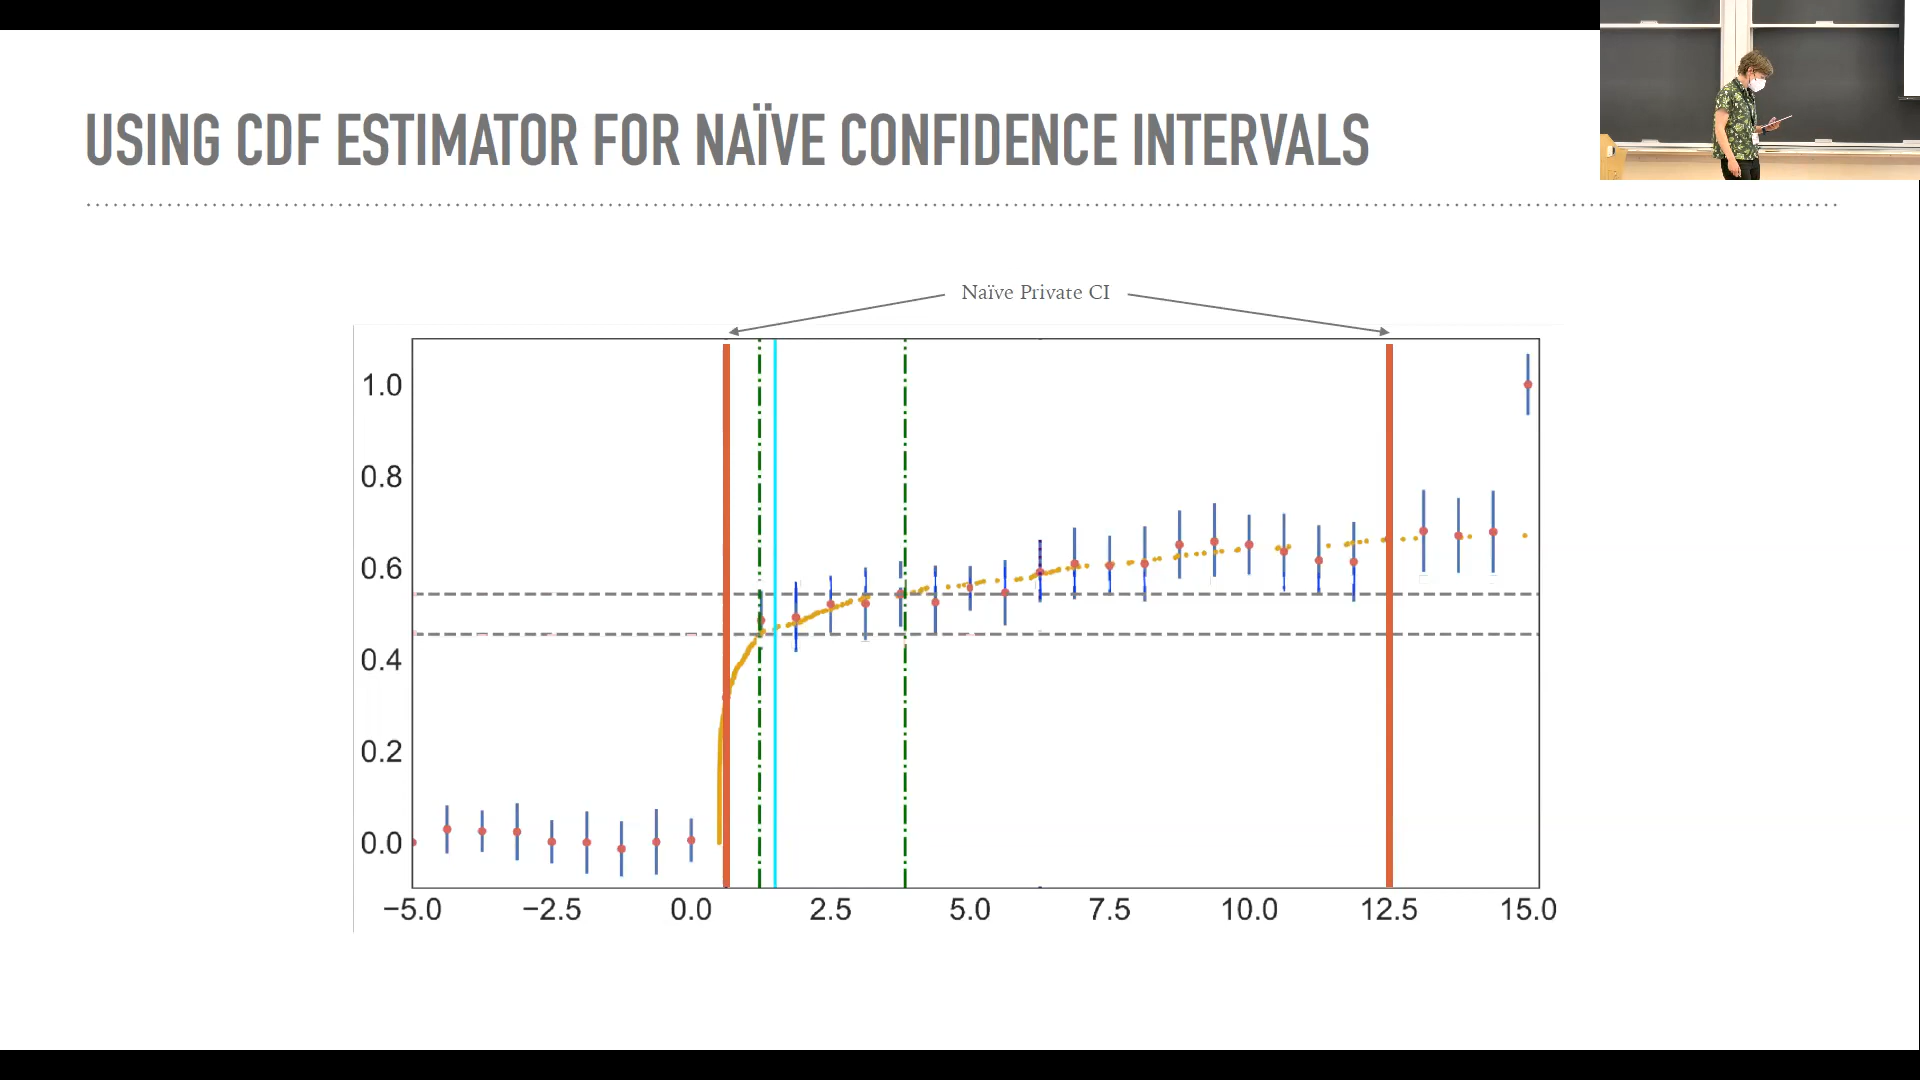 USING CDF ESTIMATOR FOR NAÏVE CONFIDENCE INTERVALS
Naïve Private CI
1.0
0.8
0.6
0.4
0.2
0.0
−5.0 −2.5 0.0 2.5 5.0 7.5 10.0 12.5 15.0